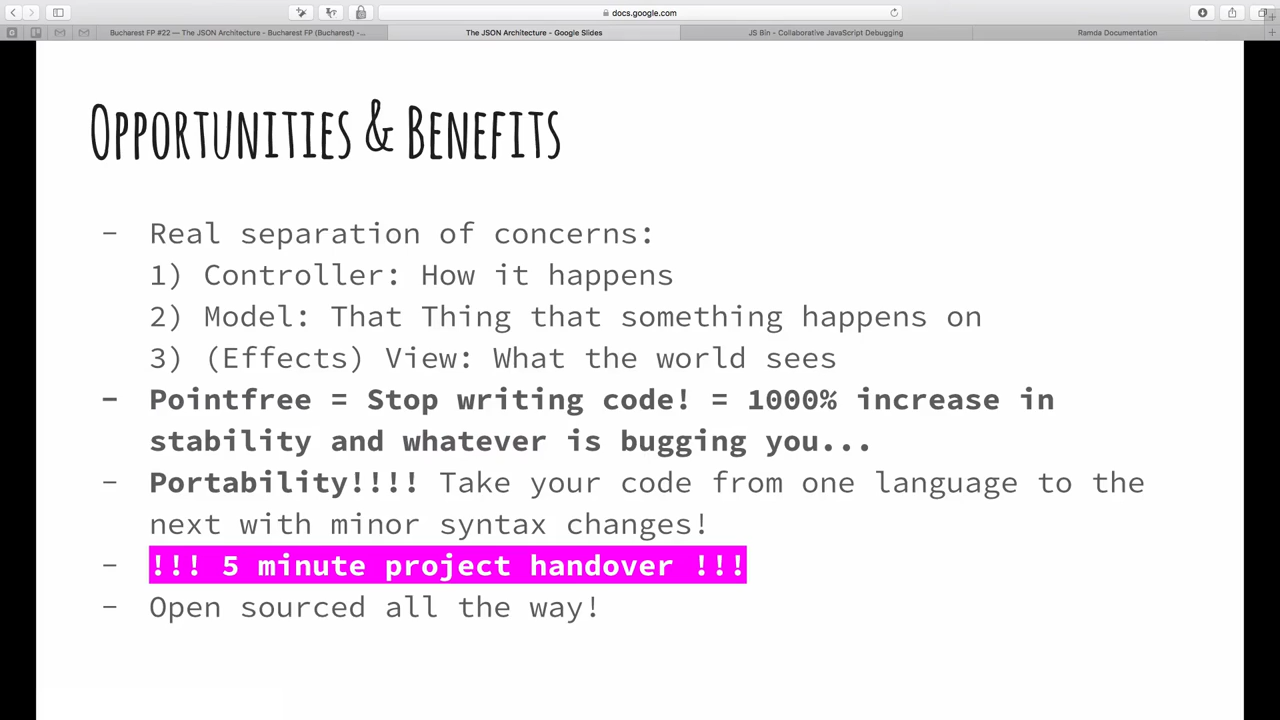 docs.google.com
Bucharest FP #22 — The JSON Architecture - Bucharest FP (Bucharest) -...
The JSON Architecture - Google Slides
JS Bin - Collaborative JavaScript Debugging
Ramda Documentation
Opportunities & Benefits
- Real separation of concerns:
1) Controller: How it happens
2) Model: That Thing that something happens on
3) (Effects) View: What the world sees
- Pointfree = Stop writing code! = 1000% increase in
stability and whatever is bugging you...
- Portability!!!! Take your code from one language to the
next with minor syntax changes!
- !!! 5 minute project handover !!!
- Open sourced all the way!